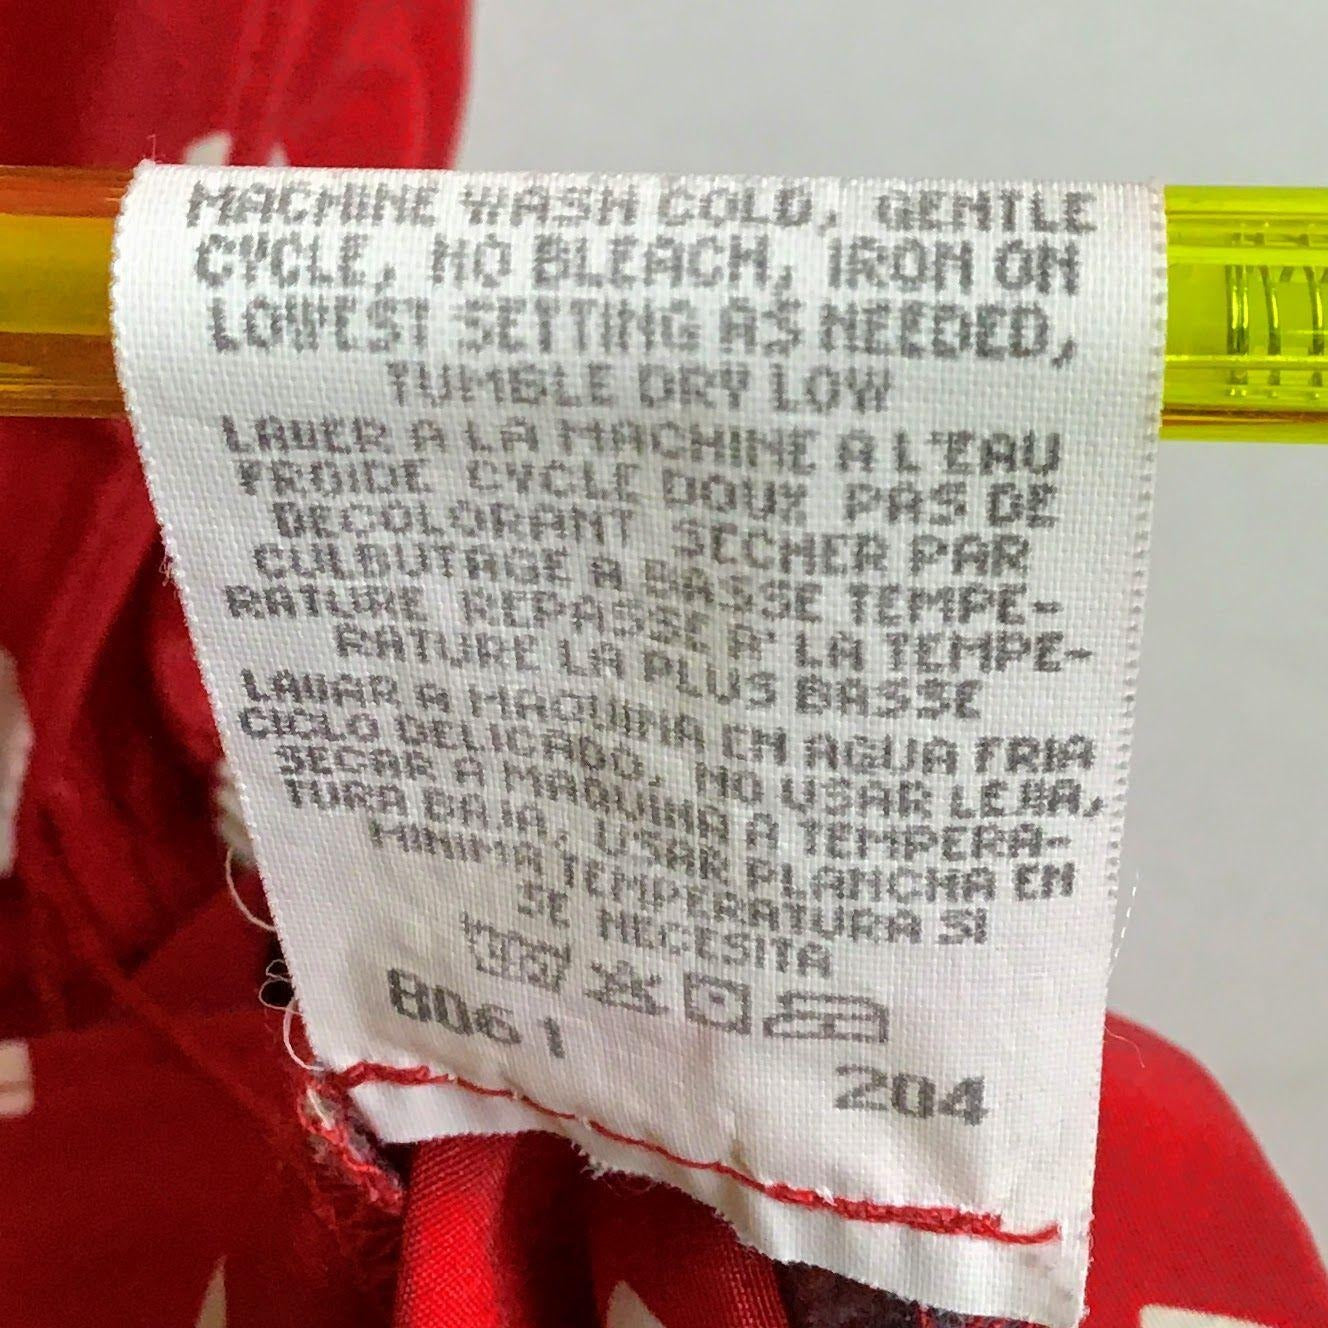 MACHINE WASH COLD, GENTLE
CYCLE, NO BLEACH, IRON ON
LOWEST SETTING AS NEEDED,
TUMBLE DRY LOW
LAVER A LA MACHINE A L'EAU
FROIDE CYCLE DOUX PAS DE
DECOLORANT SECHER PAR
CULBUTAGE A BASSE TEMPE-
RATURE REPASSE A' LA TEMPE-
RATURE LA PLUS BASSE
LAVAR A MAQUINA EN AGUA FRIA
CICLO DELICADO, NO USAR LEJIA,
SECAR A MAQUINA A TEMPERA-
TURA BAJA, USAR PLANCHA EN
MINIMA TEMPERATURA SI
SE NECESITA
8061
204